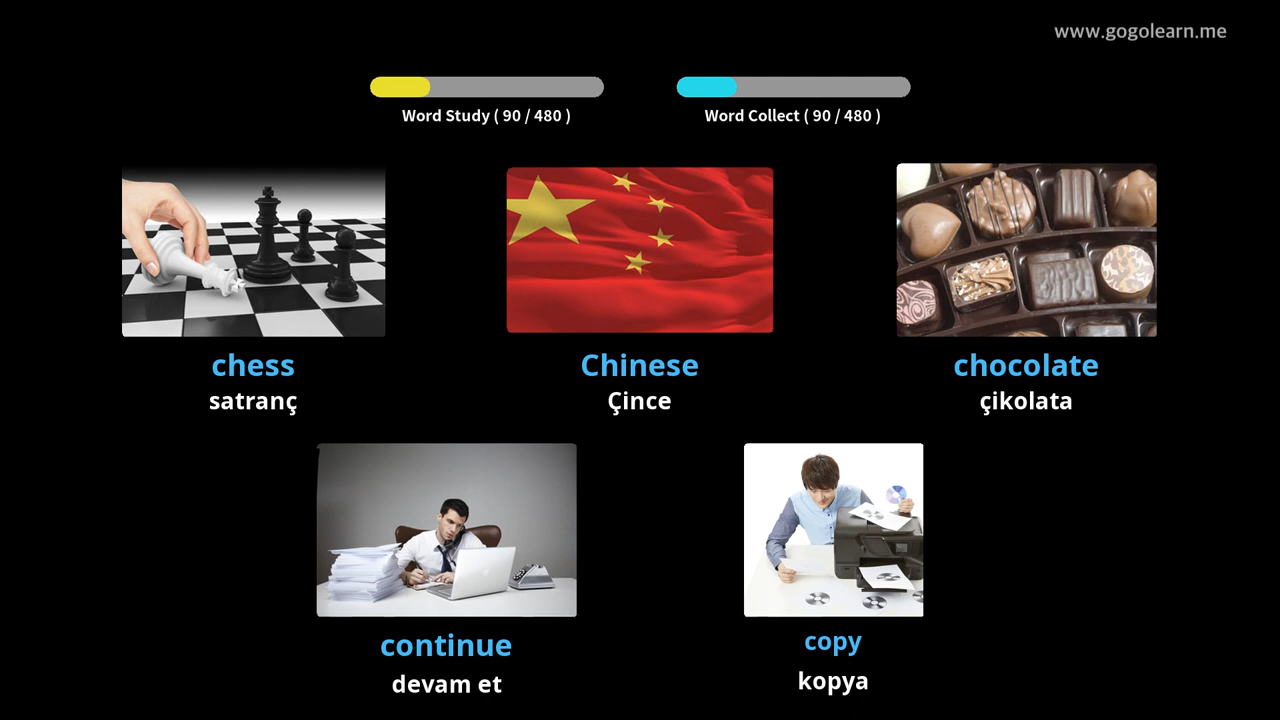 www.gogolearn.me
Word Study ( 90 / 480 )
Word Collect ( 90 / 480 )
chess
satranç
Chinese
Çince
chocolate
çikolata
continue
devam et
copy
kopya